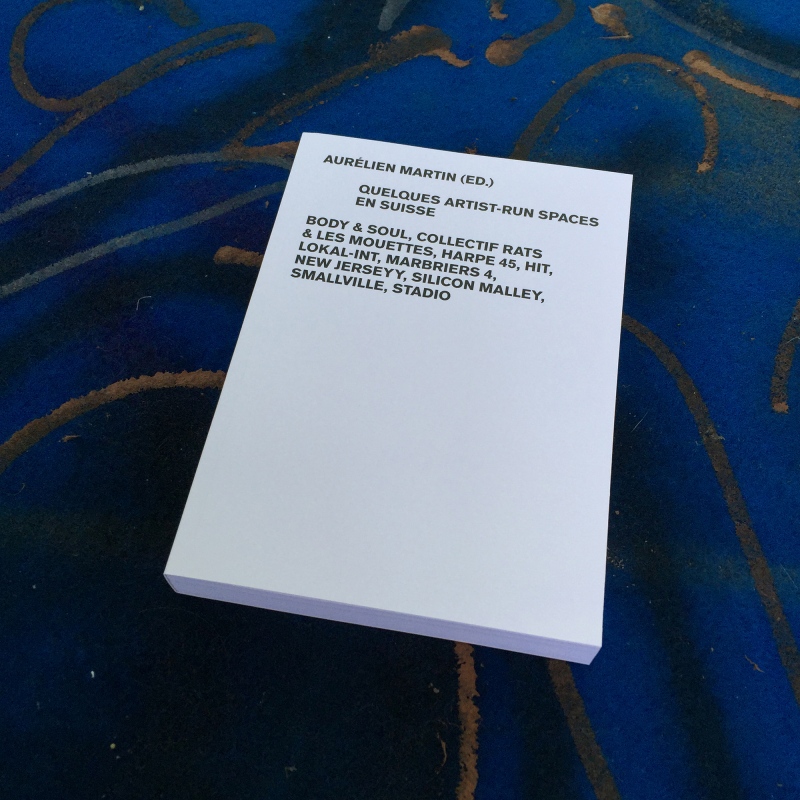 AURÉLIEN MARTIN (ED.)
QUELQUES ARTIST-RUN SPACES
EN SUISSE
BODY & SOUL, COLLECTIF RATS
& LES MOUETTES, HARPE 45, HIT,
LOKAL-INT, MARBRIERS 4,
NEW JERSEYY, SILICON MALLEY,
SMALLVILLE, STADIO